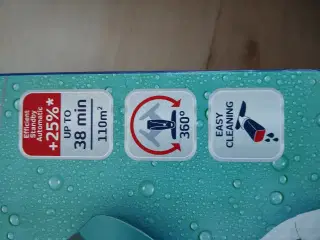 Efficient
Standby
Automatic
+25%*
UP TO
38 min
110m²
360°
EASY
CLEANING